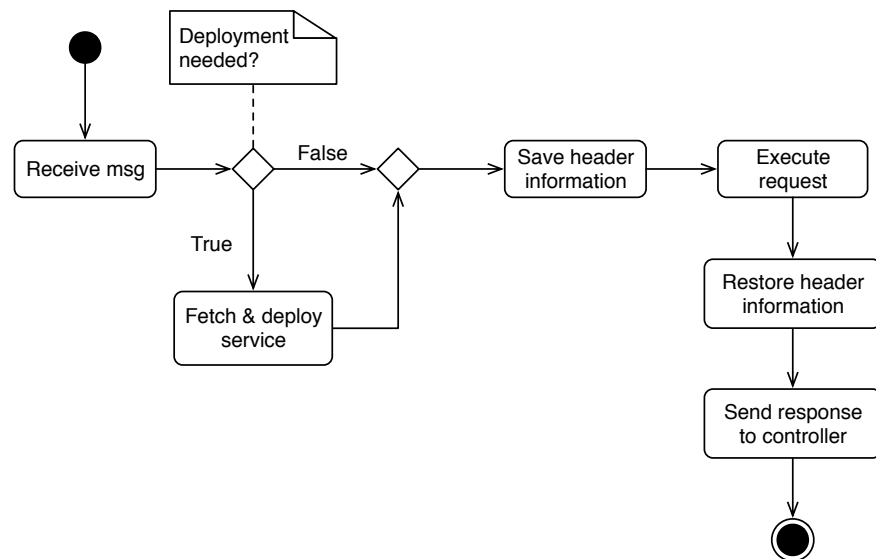 Deployment
needed?
Receive msg
False
Save header
information
Execute
request
True
Fetch & deploy
service
Restore header
information
Send response
to controller